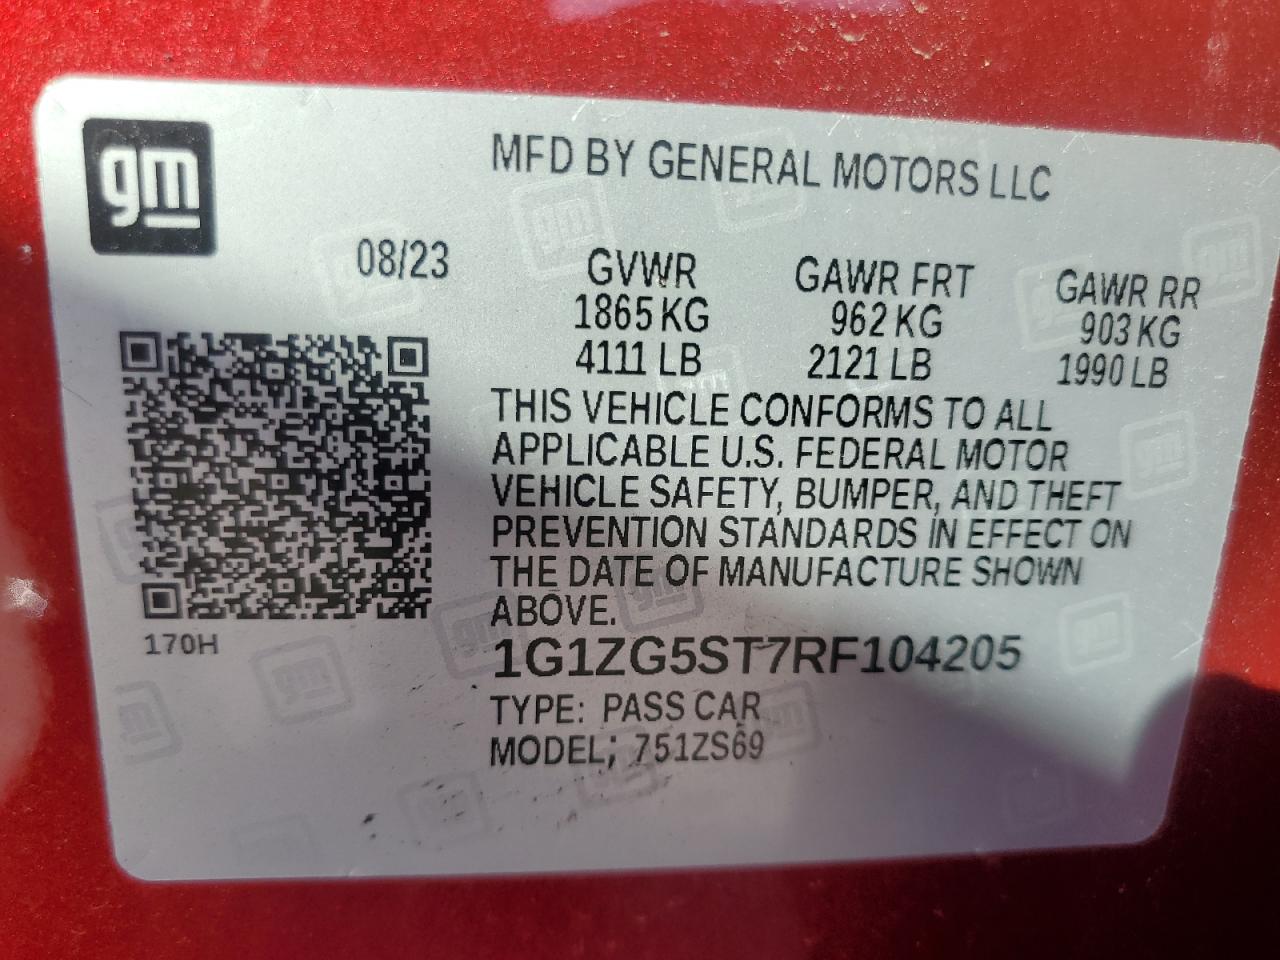 gm
MFD BY GENERAL MOTORS LLC
08/23
GVWR GAWR FRT GAWR RR
1865 KG 962 KG 903 KG
4111 LB 2121 LB 1990 LB
THIS VEHICLE CONFORMS TO ALL
APPLICABLE U.S. FEDERAL MOTOR
VEHICLE SAFETY, BUMPER, AND THEFT
PREVENTION STANDARDS IN EFFECT ON
THE DATE OF MANUFACTURE SHOWN
ABOVE.
170H
1G1ZG5ST7RF104205
TYPE: PASS CAR
MODEL; 751ZS69